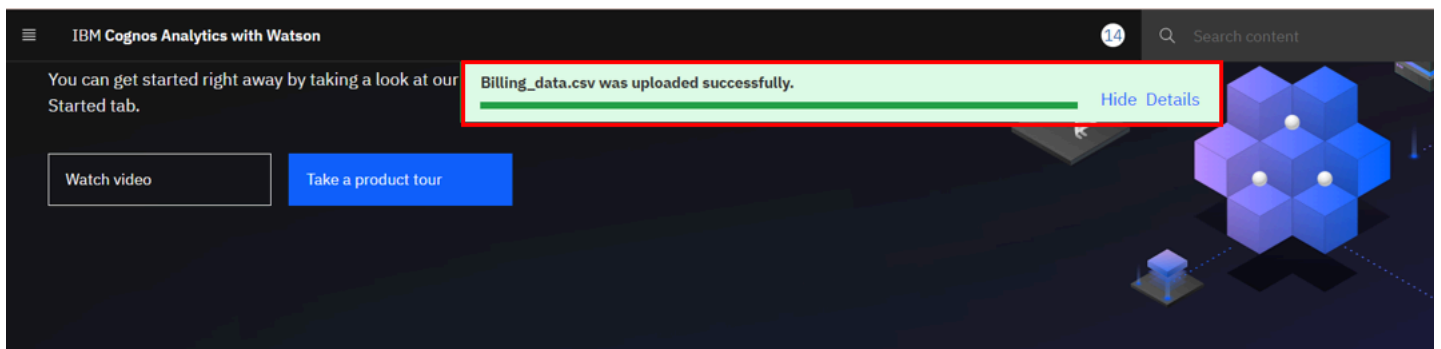 IBM Cognos Analytics with Watson
14
Search content
You can get started right away by taking a look at our
Started tab.
Billing_data.csv was uploaded successfully.
Hide Details
Watch video
Take a product tour